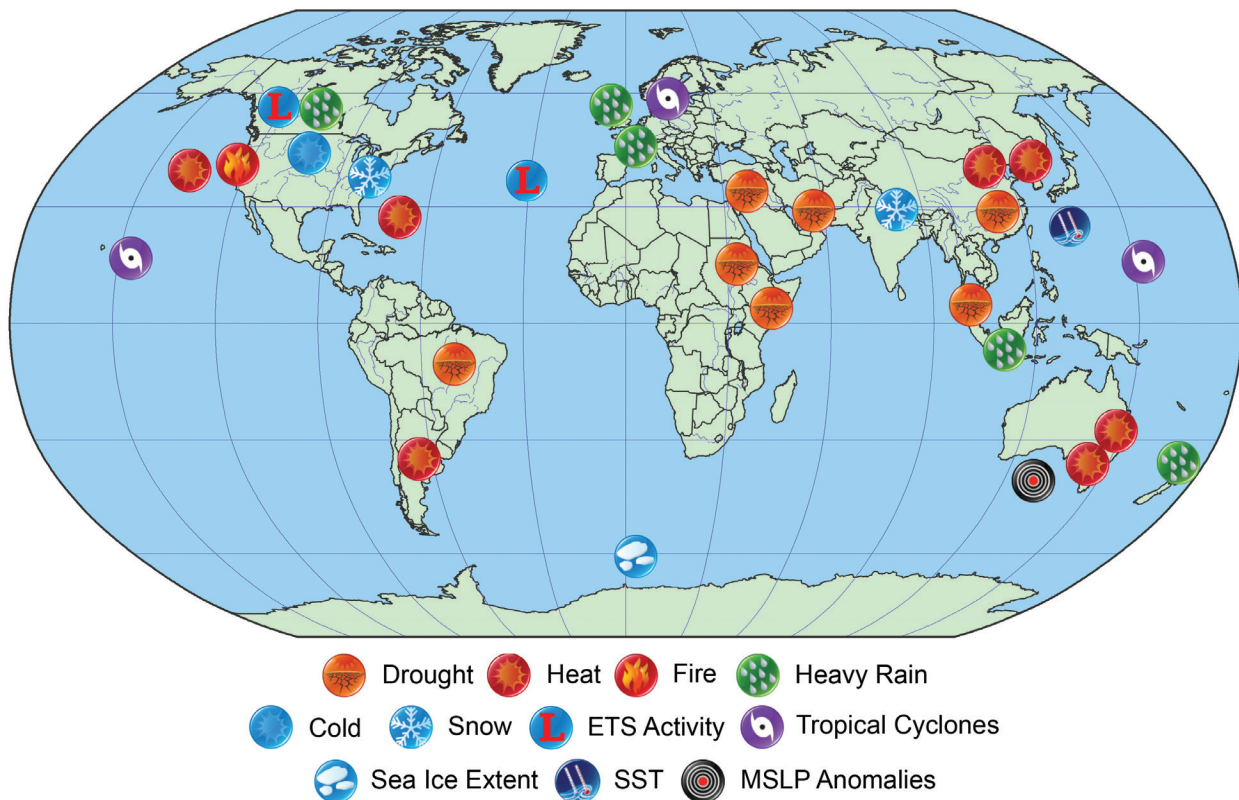 Drought Heat Fire Heavy Rain
Cold Snow L ETS Activity Tropical Cyclones
Sea Ice Extent SST MSLP Anomalies